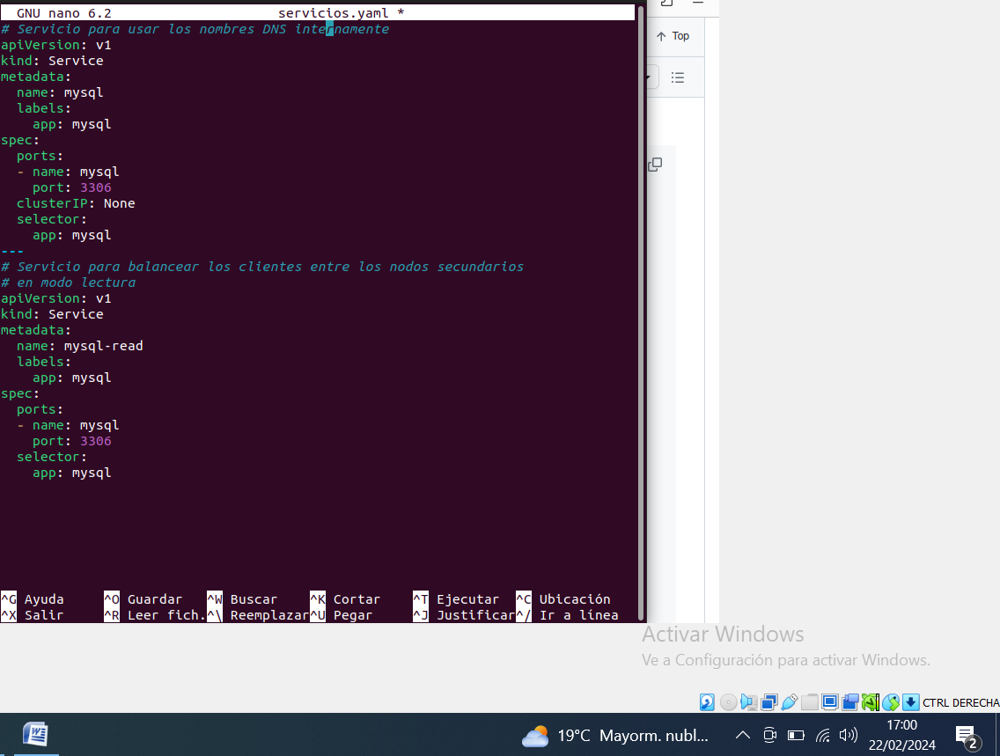 GNU nano 6.2 servicios.yaml *
# Servicio para usar los nombres DNS internamente
apiVersion: v1
kind: Service
metadata:
  name: mysql
  labels:
    app: mysql
spec:
  ports:
  - name: mysql
    port: 3306
  clusterIP: None
  selector:
    app: mysql
---
# Servicio para balancear los clientes entre los nodos secundarios
# en modo lectura
apiVersion: v1
kind: Service
metadata:
  name: mysql-read
  labels:
    app: mysql
spec:
  ports:
  - name: mysql
    port: 3306
  selector:
    app: mysql
^G Ayuda ^O Guardar ^W Buscar ^K Cortar ^T Ejecutar ^C Ubicación
^X Salir ^R Leer fich. ^\ Reemplazar ^U Pegar ^J Justificar ^/ Ir a línea
Top
Activar Windows
Ve a Configuración para activar Windows.
CTRL DERECHA
19°C Mayorm. nubl...
17:00
22/02/2024
2